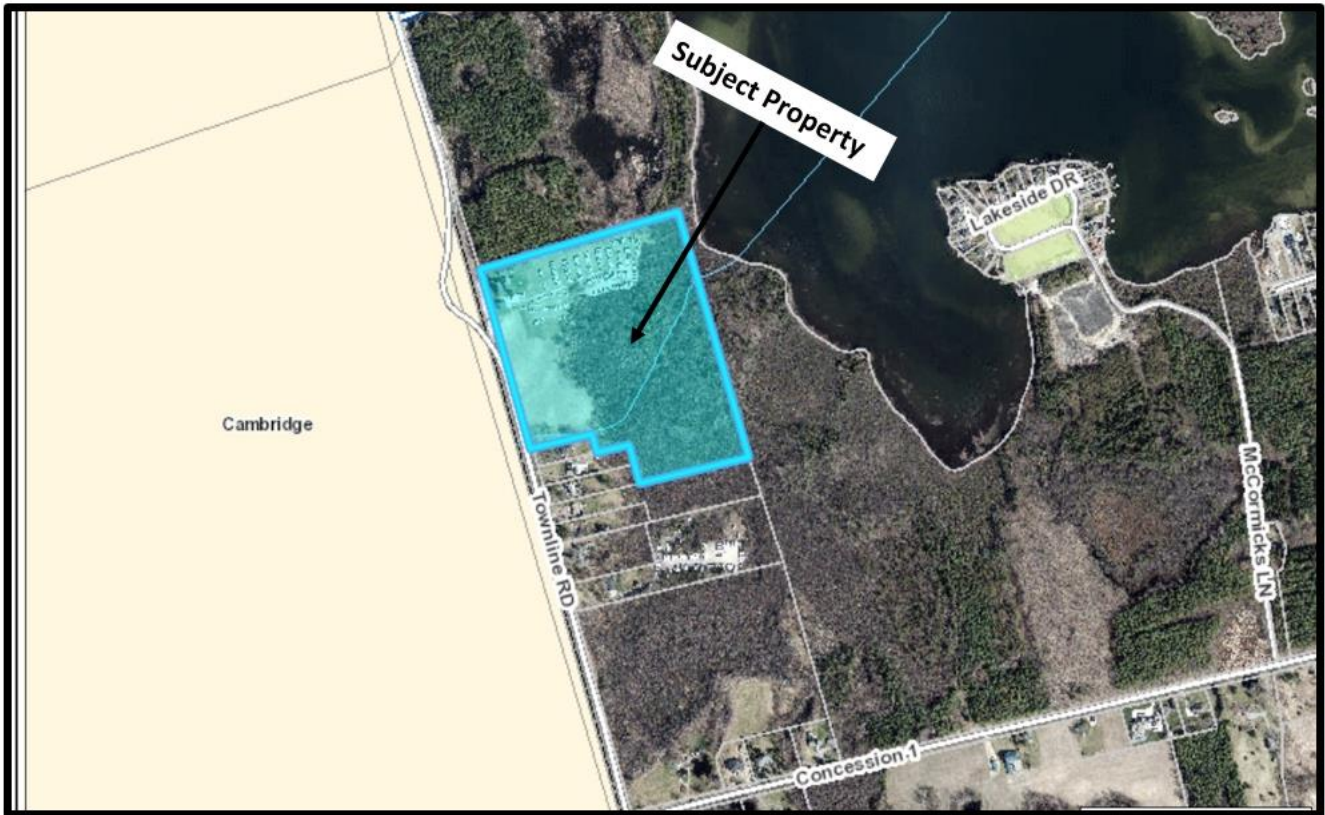 Subject Property
Lakeside DR
Cambridge
Townline RD
McCormicks LN
Concession 1